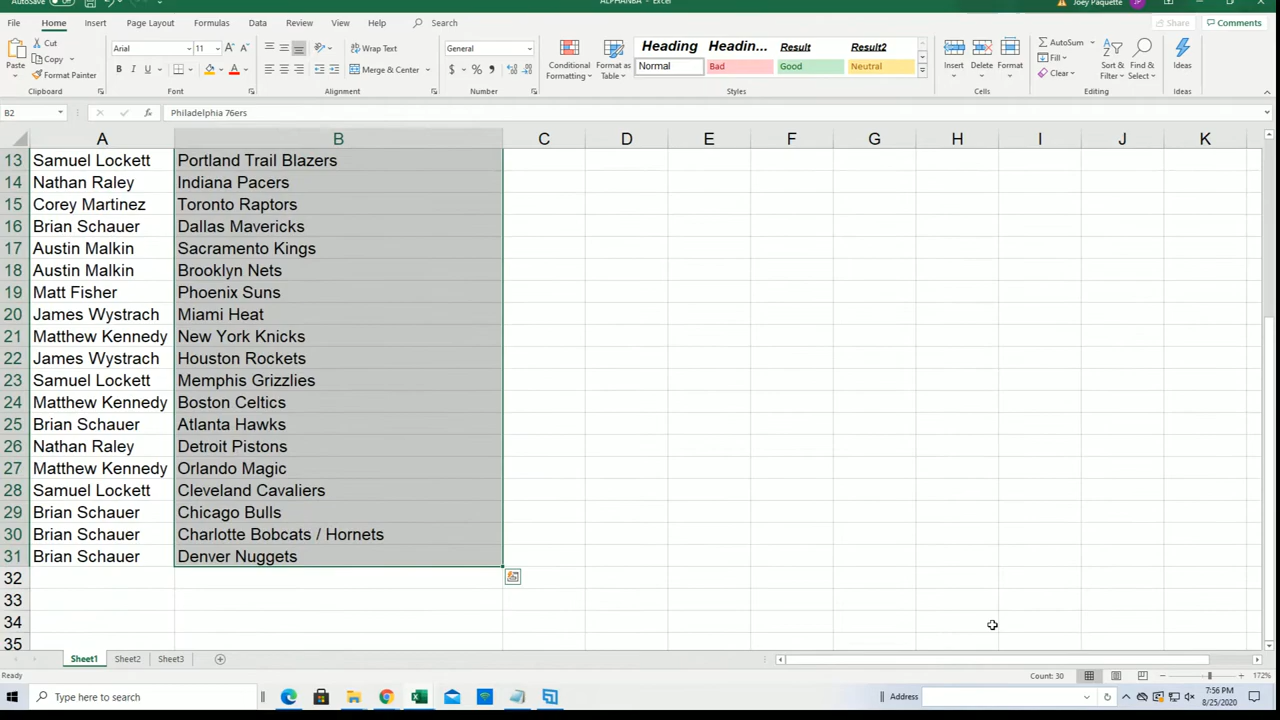 AutoSave Off ALPHANBA - Excel Joey Paquette JP
File Home Insert Page Layout Formulas Data Review View Help Search Share Comments
Paste Cut Copy Format Painter
Arial 11 A A
B I U
Wrap Text
Merge & Center
General
$ %
Conditional Formatting
Format as Table
Heading Headin... Result Result2
Normal Bad Good Neutral
Insert Delete Format
AutoSum
Fill
Clear
Sort & Filter
Find & Select
Ideas
Clipboard Font Alignment Number Styles Cells Editing Ideas
B2 fx Philadelphia 76ers
A B C D E F G H I J K
13 Samuel Lockett Portland Trail Blazers
14 Nathan Raley Indiana Pacers
15 Corey Martinez Toronto Raptors
16 Brian Schauer Dallas Mavericks
17 Austin Malkin Sacramento Kings
18 Austin Malkin Brooklyn Nets
19 Matt Fisher Phoenix Suns
20 James Wystrach Miami Heat
21 Matthew Kennedy New York Knicks
22 James Wystrach Houston Rockets
23 Samuel Lockett Memphis Grizzlies
24 Matthew Kennedy Boston Celtics
25 Brian Schauer Atlanta Hawks
26 Nathan Raley Detroit Pistons
27 Matthew Kennedy Orlando Magic
28 Samuel Lockett Cleveland Cavaliers
29 Brian Schauer Chicago Bulls
30 Brian Schauer Charlotte Bobcats / Hornets
31 Brian Schauer Denver Nuggets
32
33
34
35
Sheet1 Sheet2 Sheet3
Ready Count: 30 172%
Type here to search Address 7:56 PM
8/25/2020